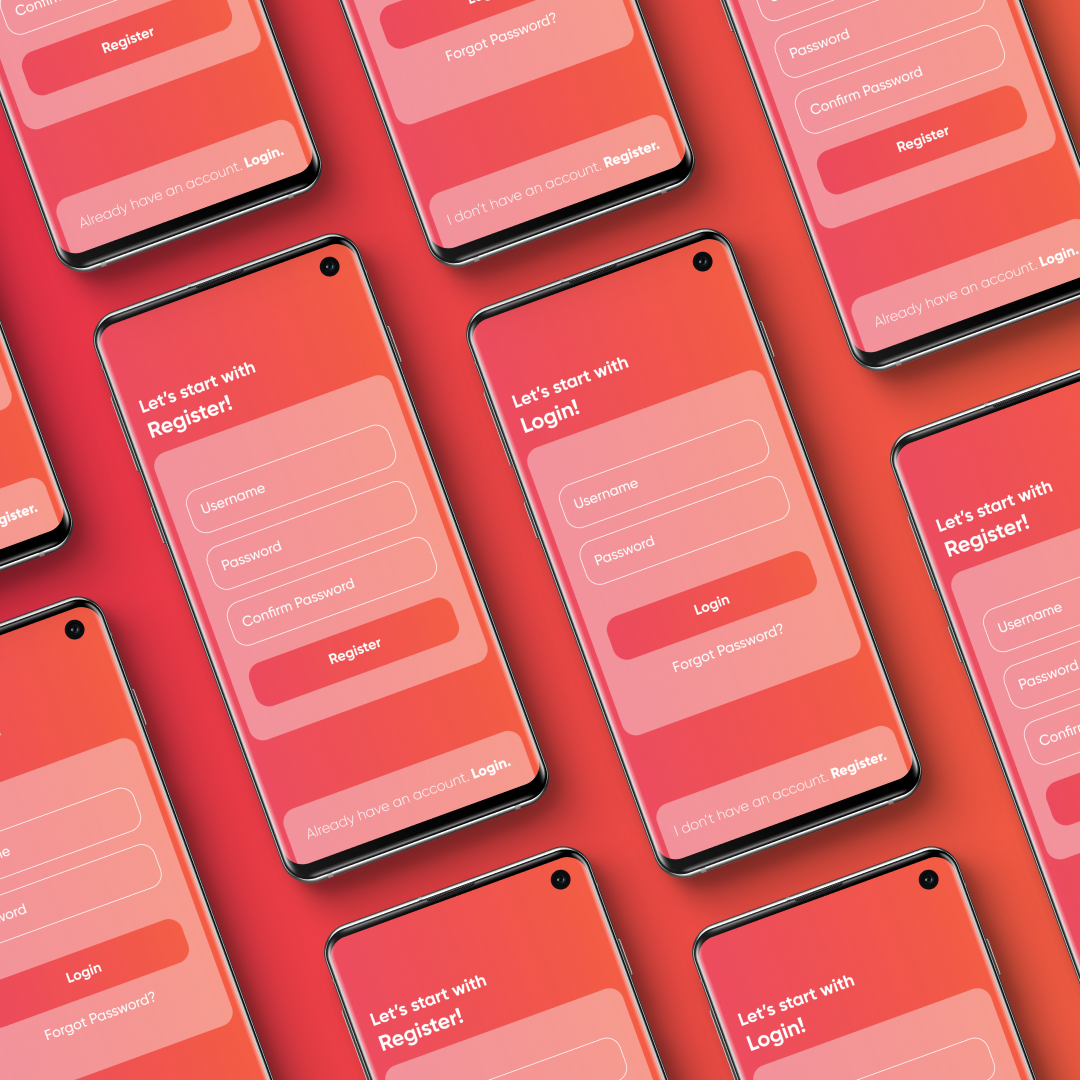 Confirm
Register
Already have an account. Login.
Forgot Password?
I don't have an account. Register.
Password
Confirm Password
Register
Already have an account. Login.
Let's start with
Register!
Username
Password
Confirm Password
Register
Already have an account. Login.
Let's start with
Login!
Username
Password
Login
Forgot Password?
I don't have an account. Register.
Let's start with
Register!
Username
Password
gister.
word
Login
Forgot Password?
Let's start with
Register!
Let's start with
Login!